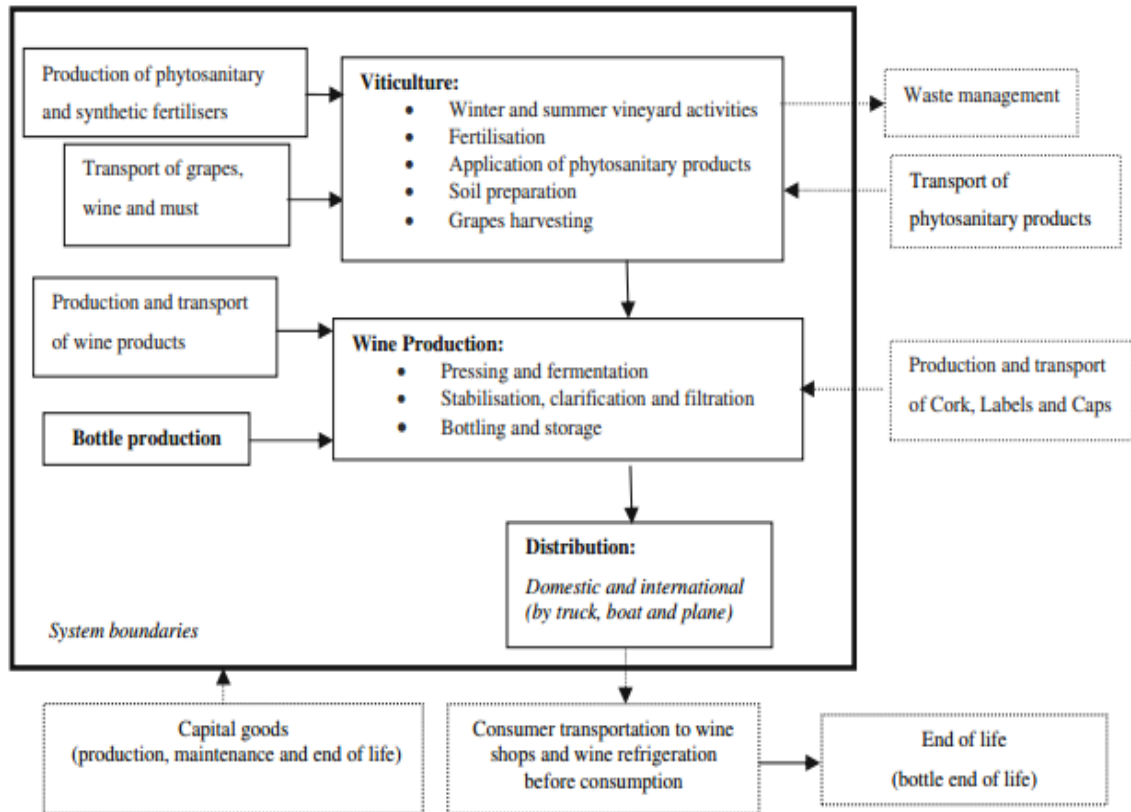 Production of phytosanitary
and synthetic fertilisers
Transport of grapes,
wine and must
Production and transport
of wine products
Bottle production
Viticulture:
• Winter and summer vineyard activities
• Fertilisation
• Application of phytosanitary products
• Soil preparation
• Grapes harvesting
Wine Production:
• Pressing and fermentation
• Stabilisation, clarification and filtration
• Bottling and storage
Distribution:
Domestic and international
(by truck, boat and plane)
System boundaries
Waste management
Transport of
phytosanitary products
Production and transport
of Cork, Labels and Caps
Capital goods
(production, maintenance and end of life)
Consumer transportation to wine
shops and wine refrigeration
before consumption
End of life
(bottle end of life)